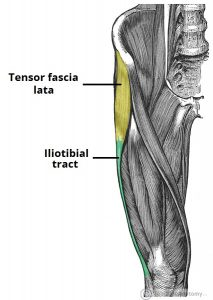 Tensor fascia
lata
Iliotibial
tract